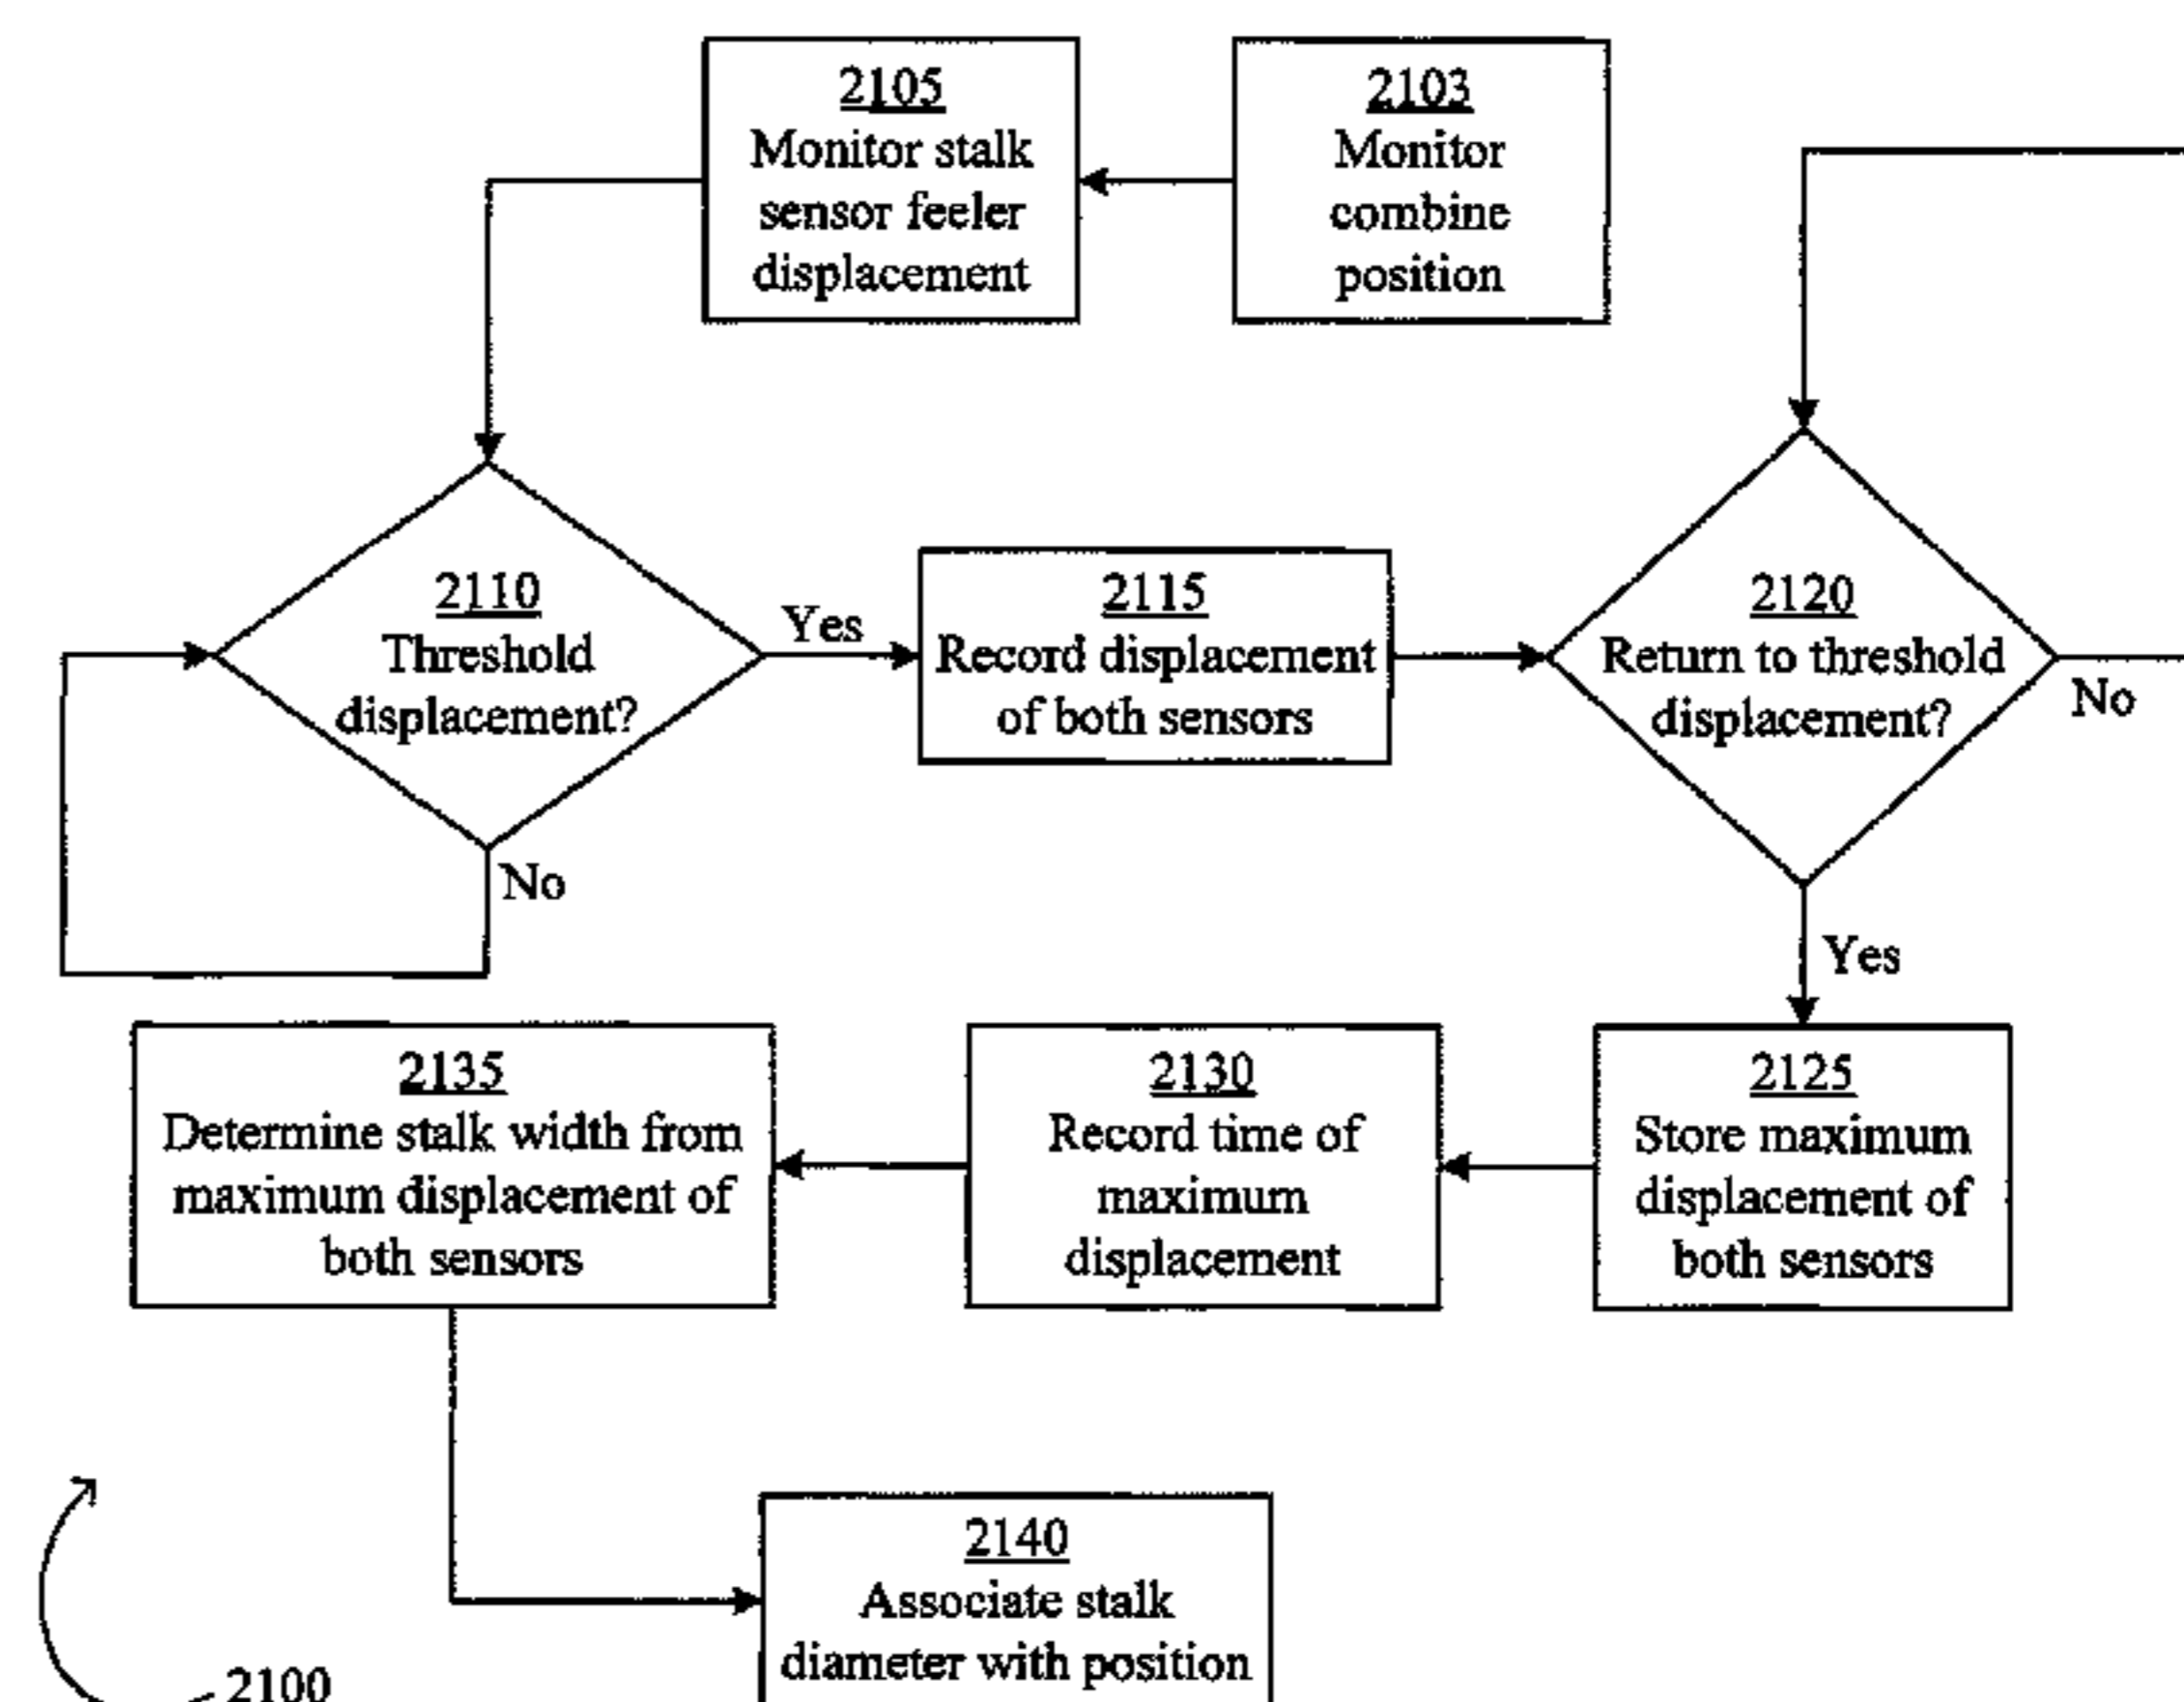 2105
Monitor stalk
sensor feeler
displacement
2103
Monitor
combine
position
2110
Threshold
displacement?
Yes
No
2115
Record displacement
of both sensors
2120
Return to threshold
displacement?
No
Yes
2135
Determine stalk width from
maximum displacement of
both sensors
2130
Record time of
maximum
displacement
2125
Store maximum
displacement of
both sensors
2140
Associate stalk
diameter with position
2100